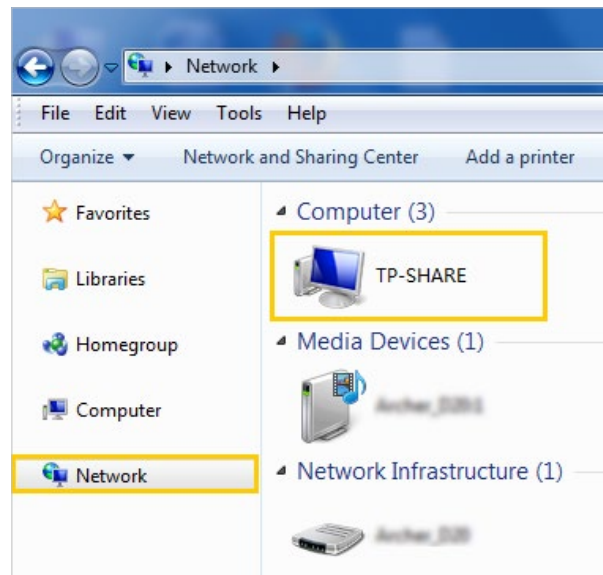 Network
File Edit View Tools Help
Organize Network and Sharing Center Add a printer
Favorites
Libraries
Homegroup
Computer
Network
Computer (3)
TP-SHARE
Media Devices (1)
Network Infrastructure (1)